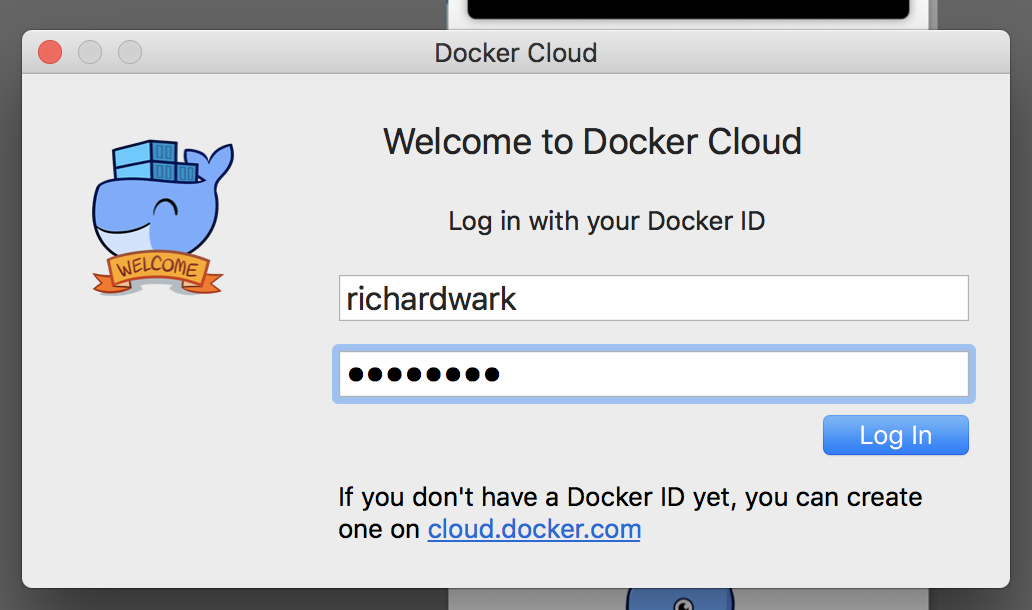 Docker Cloud
Welcome to Docker Cloud
WELCOME
Log in with your Docker ID
richardwark
●●●●●●●●
Log In
If you don't have a Docker ID yet, you can create
one on cloud.docker.com